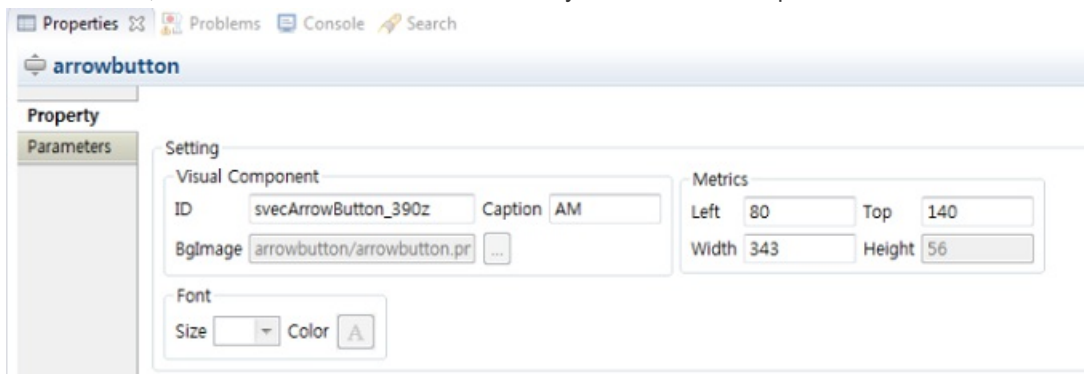 Properties Problems Console Search
arrowbutton
Property
Parameters
Setting
Visual Component
ID svecArrowButton_390z Caption AM
BgImage arrowbutton/arrowbutton.pr ...
Metrics
Left 80 Top 140
Width 343 Height 56
Font
Size Color A